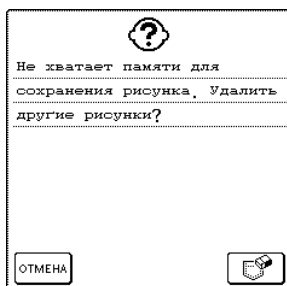 Не хватает памяти для
сохранения рисунка. Удалить
другие рисунки?
ОТМЕНА